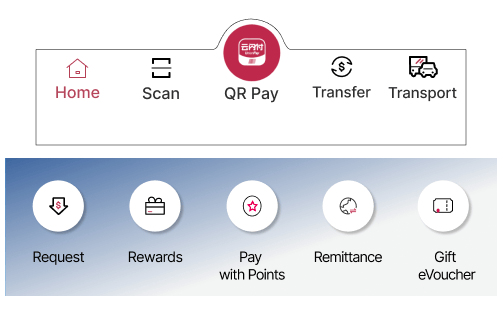 云闪付
Home
Scan
QR Pay
Transfer
Transport
Request
Rewards
Pay
with Points
Remittance
Gift
eVoucher